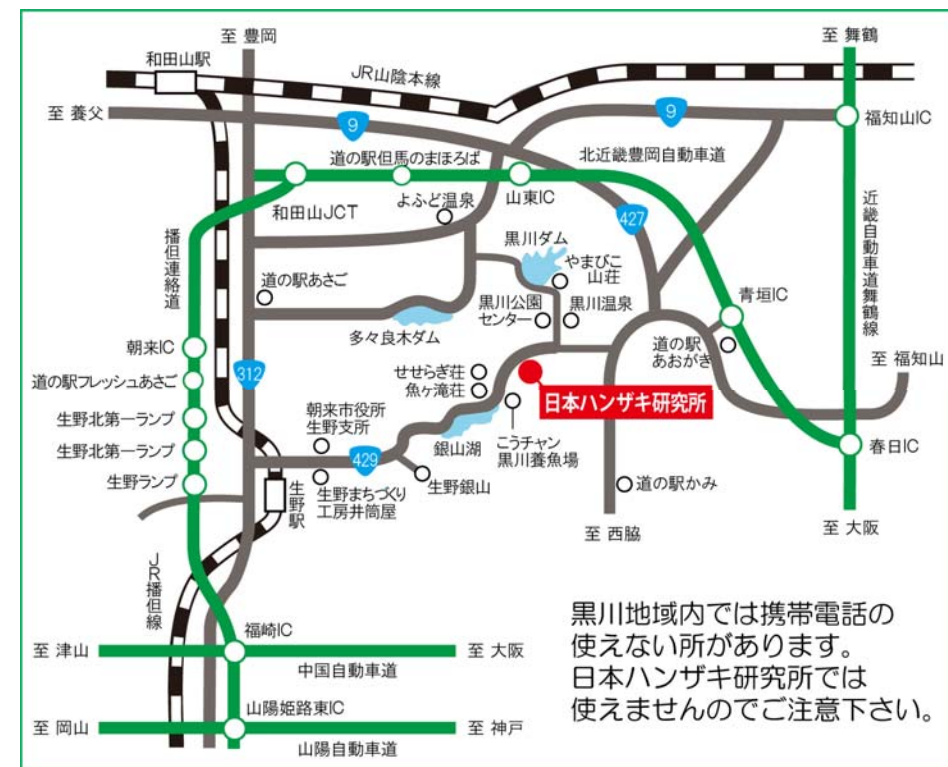 至 豊岡
至 舞鶴
和田山駅
JR山陰本線
至 養父
9
9
福知山IC
道の駅但馬のまほろば
北近畿豊岡自動車道
和田山JCT
よふど温泉
山東IC
427
近畿自動車道舞鶴線
播但連絡道
黒川ダム
やまびこ
山荘
道の駅あさご
黒川公園
センター
黒川温泉
青垣IC
多々良木ダム
道の駅
あおがき
至 福知山
朝来IC
312
せせらぎ荘
魚ヶ滝荘
道の駅フレッシュあさご
日本ハンザキ研究所
生野北第一ランプ
朝来市役所
生野支所
銀山湖
こうチャン
黒川養魚場
生野北第一ランプ
429
春日IC
生野ランプ
生野駅
生野まちづくり
工房井筒屋
生野銀山
道の駅かみ
至 西脇
至 大阪
JR播但線
黒川地域内では携帯電話の
使えない所があります。
日本ハンザキ研究所では
使えませんのでご注意下さい。
福崎IC
至 津山
至 大阪
中国自動車道
山陽姫路東IC
至 岡山
至 神戸
山陽自動車道